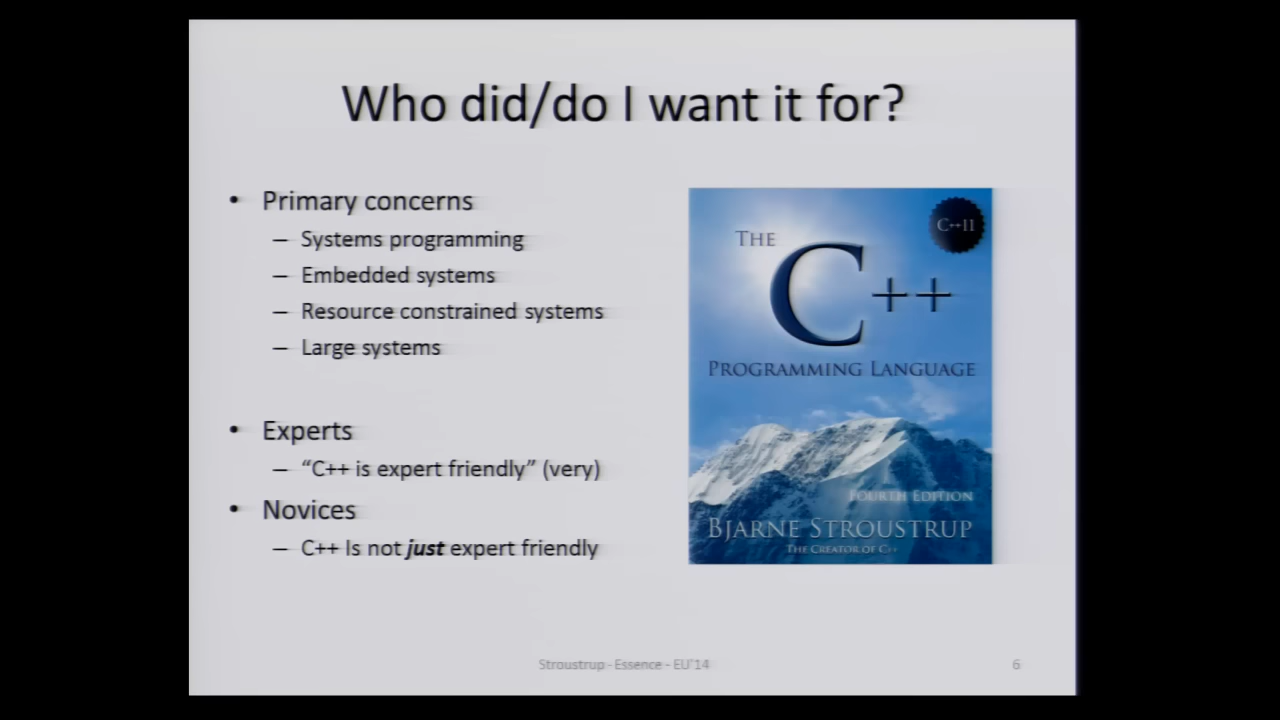 Who did/do I want it for?
• Primary concerns
– Systems programming
– Embedded systems
– Resource constrained systems
– Large systems
• Experts
– “C++ is expert friendly” (very)
• Novices
– C++ Is not just expert friendly
C++11
THE
C++
PROGRAMMING LANGUAGE
FOURTH EDITION
BJARNE STROUSTRUP
THE CREATOR OF C++
Stroustrup - Essence - EU'14
6